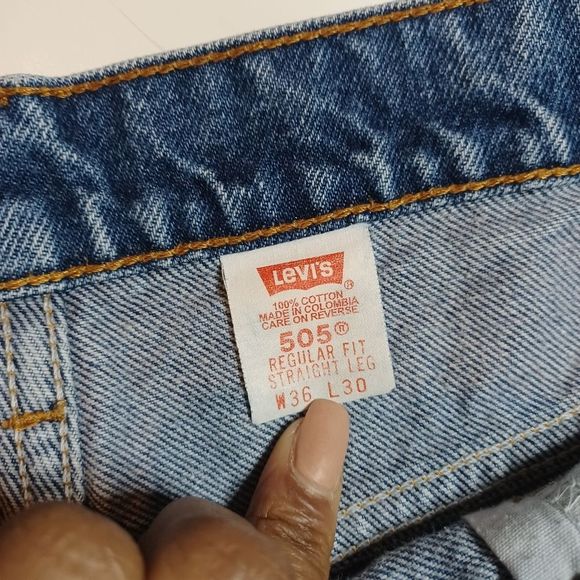 Levi's ®
100% COTTON
MADE IN COLOMBIA
CARE ON REVERSE
505®
REGULAR FIT
STRAIGHT LEG
W36 L30